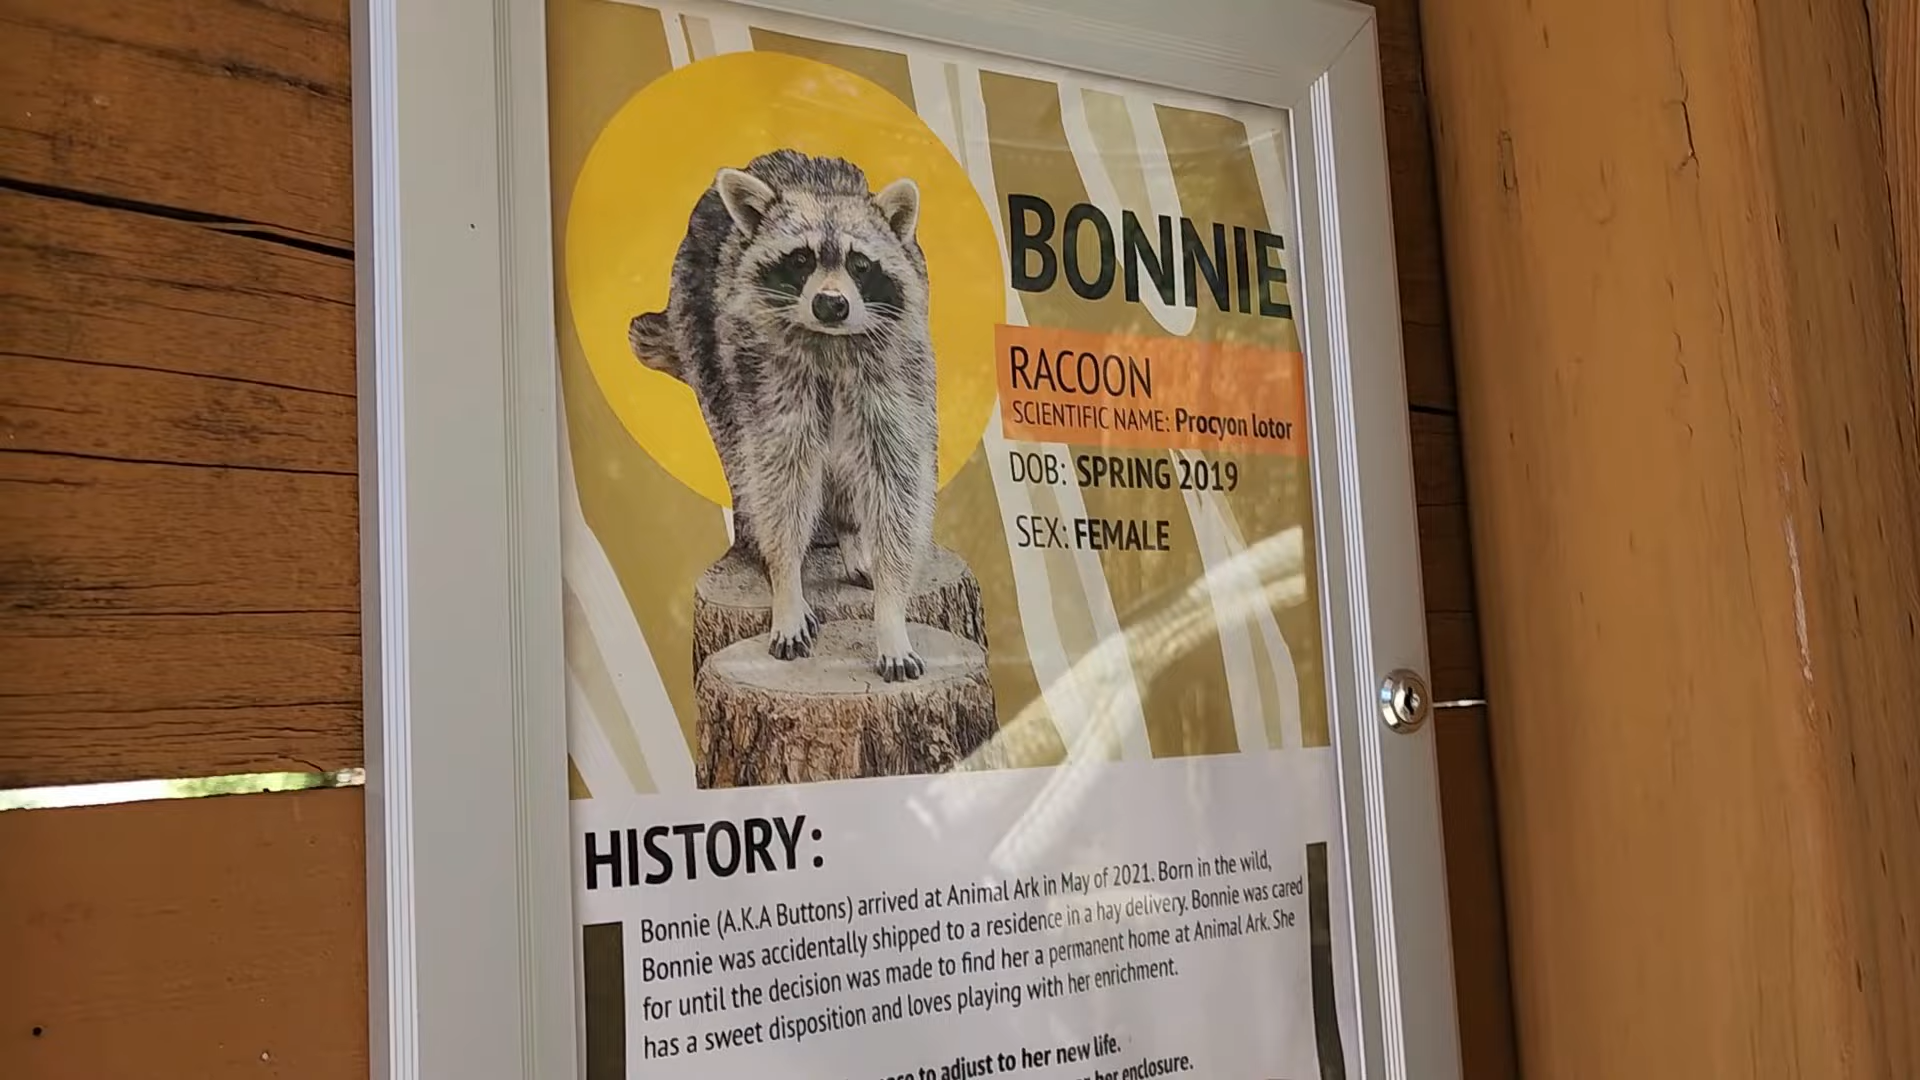 BONNIE
RACOON
SCIENTIFIC NAME: Procyon lotor
DOB: SPRING 2019
SEX: FEMALE
HISTORY:
Bonnie (A.K.A Buttons) arrived at Animal Ark in May of 2021. Born in the wild,
Bonnie was accidentally shipped to a residence in a hay delivery. Bonnie was cared
for until the decision was made to find her a permanent home at Animal Ark. She
has a sweet disposition and loves playing with her enrichment.
to adjust to her new life.
her enclosure.